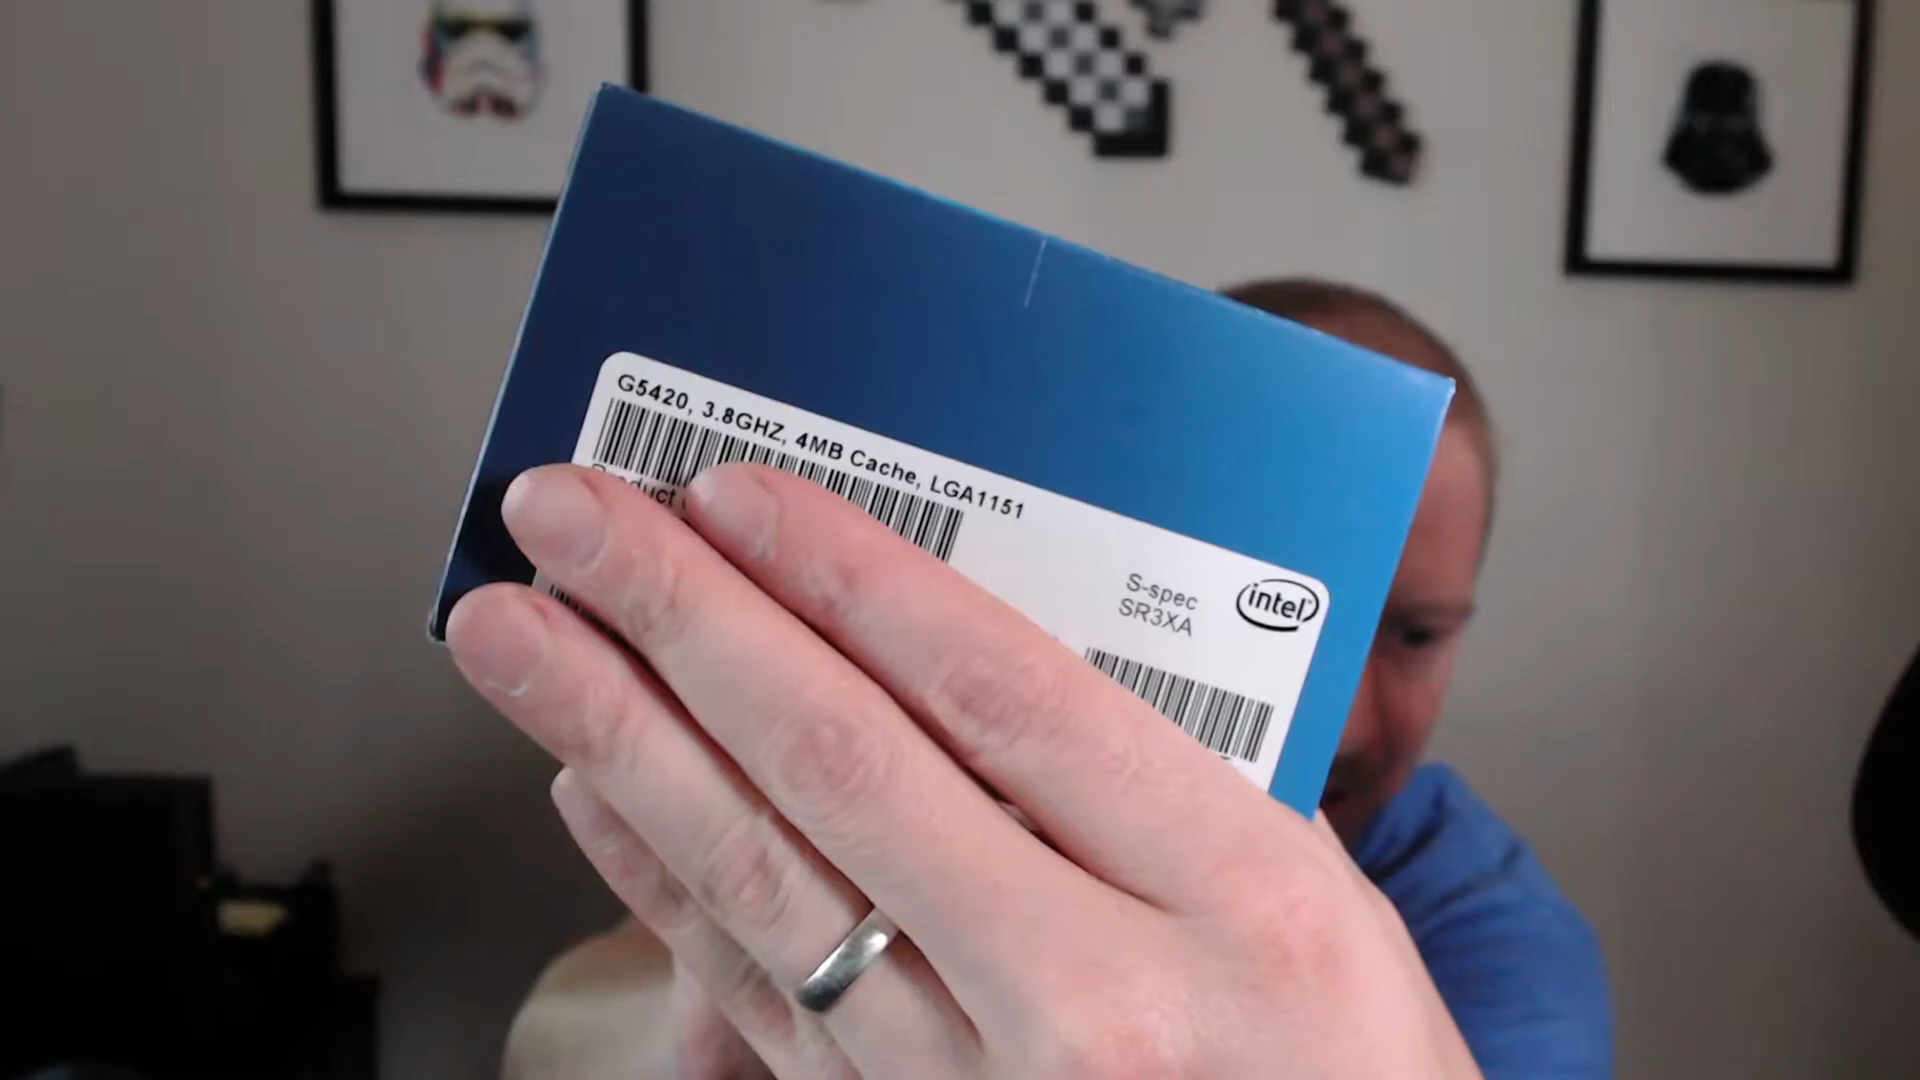 G5420, 3.8GHZ, 4MB Cache, LGA1151
S-spec
SR3XA
intel